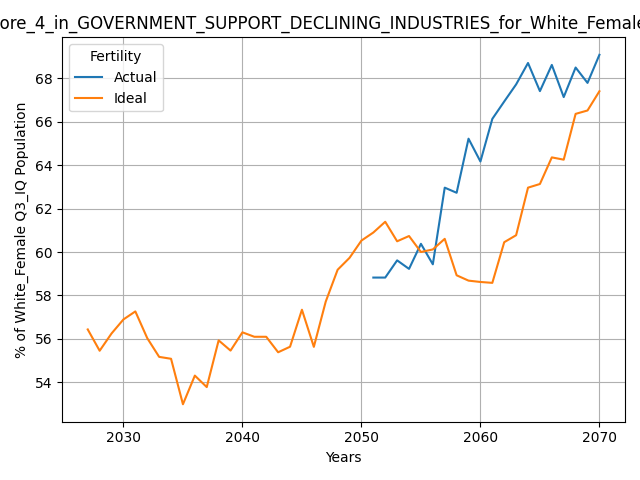 ore_4_in_GOVERNMENT_SUPPORT_DECLINING_INDUSTRIES_for_White_Female
Fertility
Actual
Ideal
% of White_Female Q3_IQ Population
68
66
64
62
60
58
56
54
2030 2040 2050 2060 2070
Years